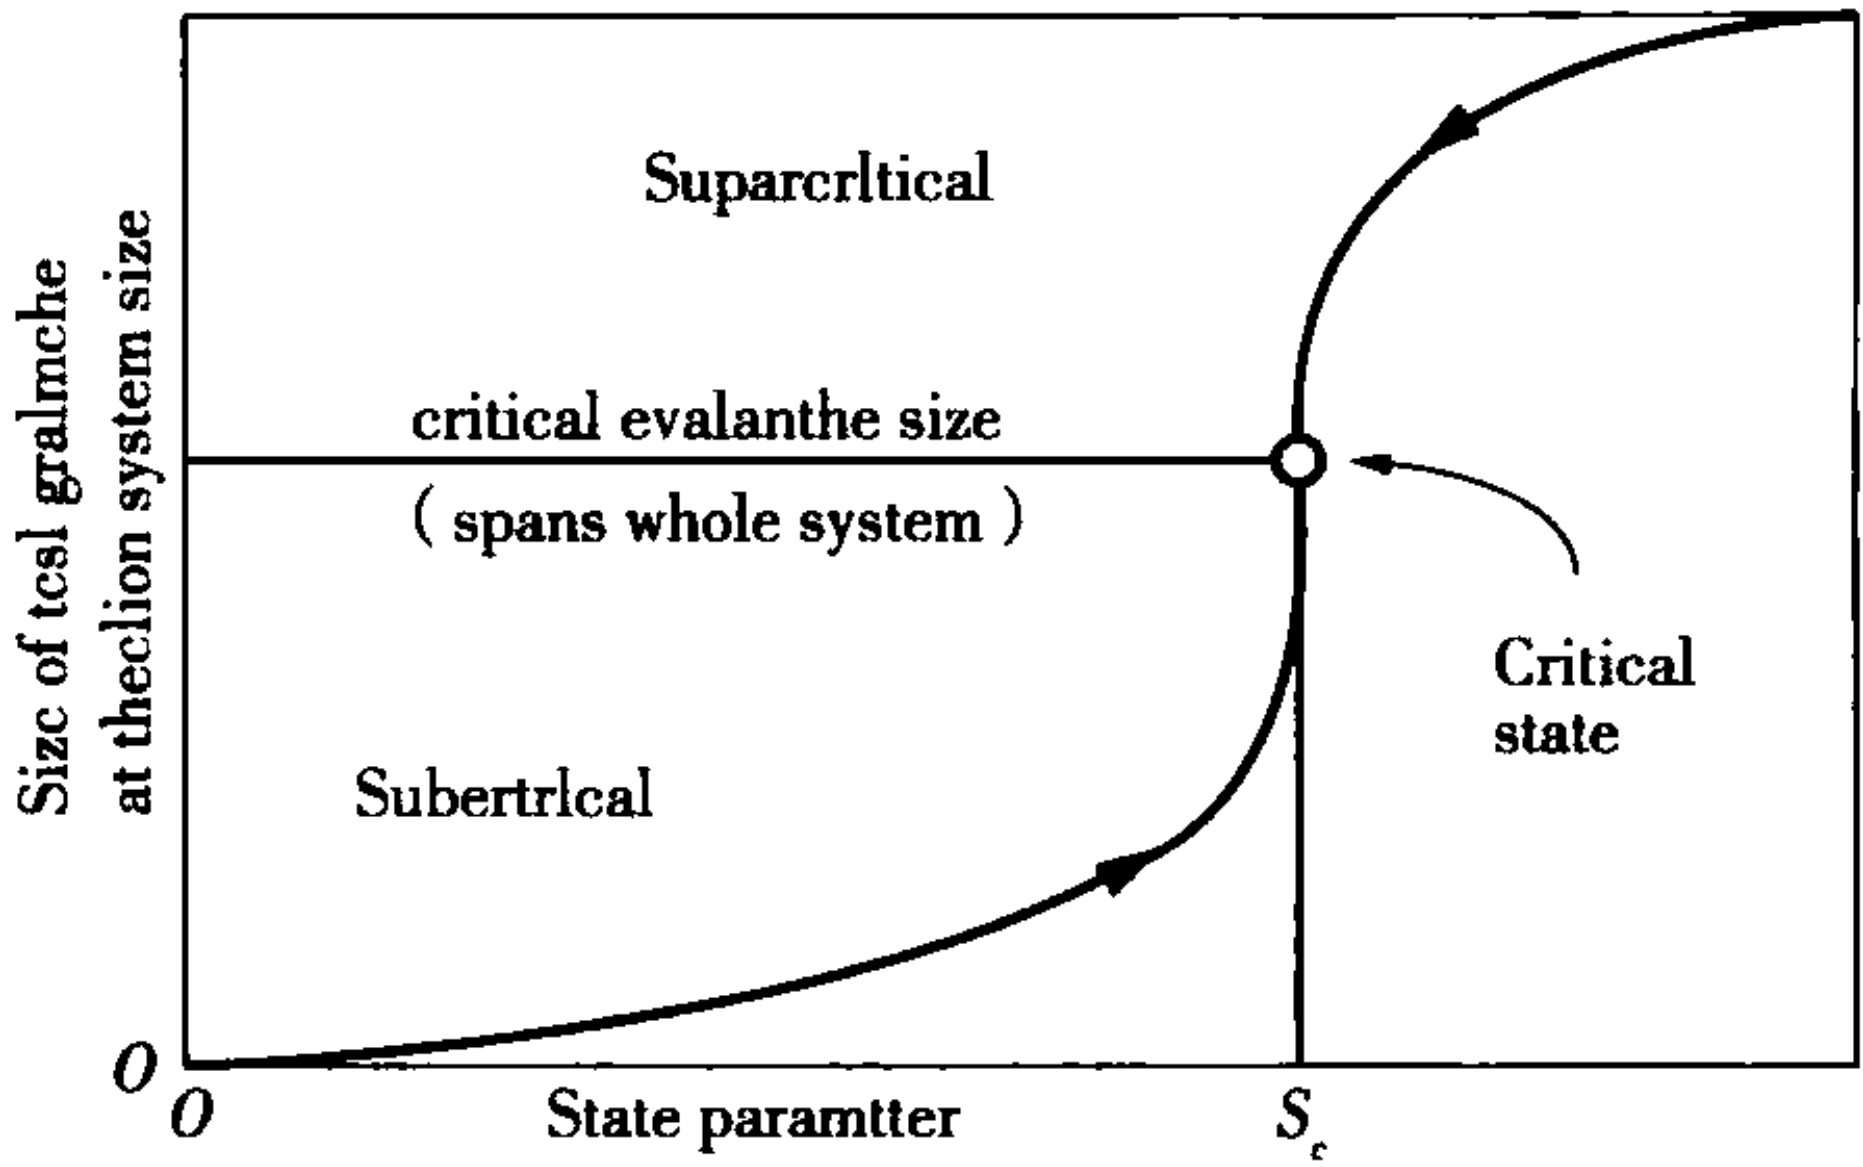 Sizc of tcsl gralmche
at theclion system size
Suparcrltical
critical evalanthe size
( spans whole system )
Critical
state
Subertrlcal
O
O
State paramtter
S c